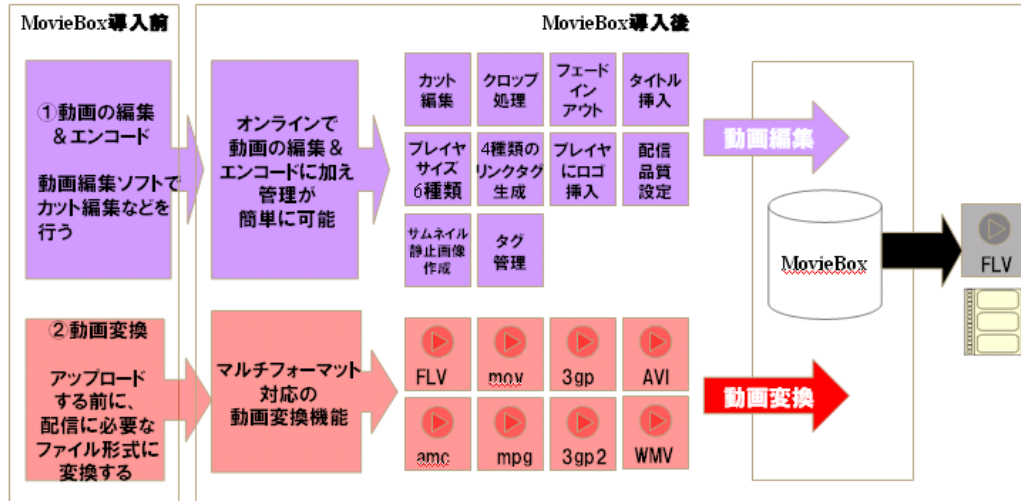 MovieBox導入前
MovieBox導入後
①動画の編集
&エンコード
動画編集ソフトで
カット編集などを
行う
オンラインで
動画の編集&
エンコードに加え
管理が
簡単に可能
カット
編集
クロップ
処理
フェード
イン
アウト
タイトル
挿入
プレイヤ
サイズ
6種類
4種類の
リンクタグ
生成
プレイヤ
にロゴ
挿入
配信
品質
設定
サムネイル
静止画像
作成
タグ
管理
動画編集
MovieBox
FLV
②動画変換
アップロード
する前に、
配信に必要な
ファイル形式に
変換する
マルチフォーマット
対応の
動画変換機能
FLV
mov
3gp
AVI
amc
mpg
3gp2
WMV
動画変換